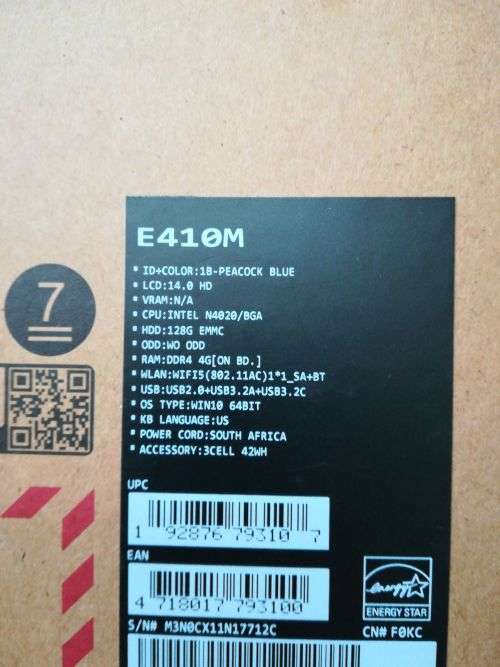 E410M
* ID+COLOR:1B-PEACOCK BLUE
* LCD:14.0 HD
* VRAM:N/A
* CPU:INTEL N4020/BGA
* HDD:128G EMMC
* ODD:WO ODD
* RAM:DDR4 4G[ON BD.]
* WLAN:WIFI5(802.11AC)1*1_SA+BT
* USB:USB2.0+USB3.2A+USB3.2C
* OS TYPE:WIN10 64BIT
* KB LANGUAGE:US
* POWER CORD:SOUTH AFRICA
* ACCESSORY:3CELL 42WH
7
UPC
1 92876 79310 7
EAN
4 718017 793100
energy
ENERGY STAR
S/N# M3N0CX11N17712C
CN# F0KC